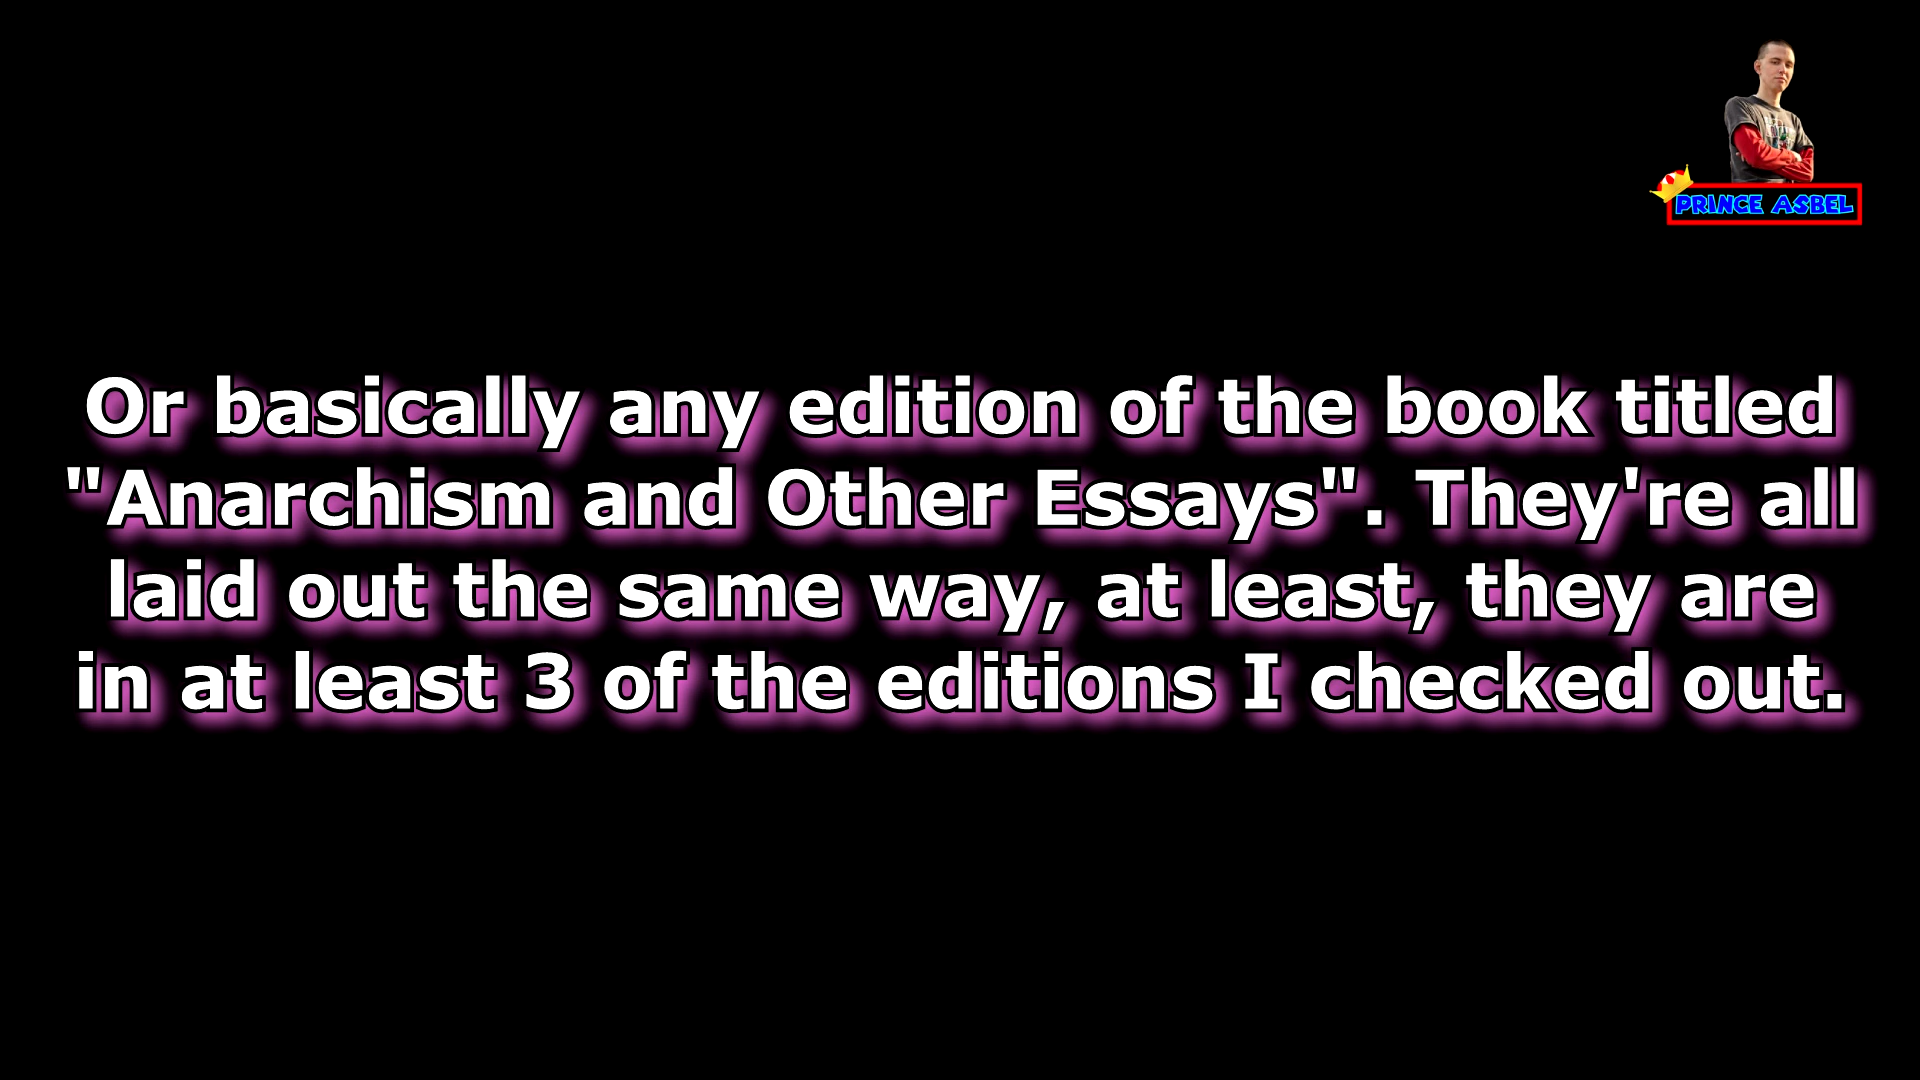 PRINCE ASBEL
Or basically any edition of the book titled
"Anarchism and Other Essays". They're all
laid out the same way, at least, they are
in at least 3 of the editions I checked out.